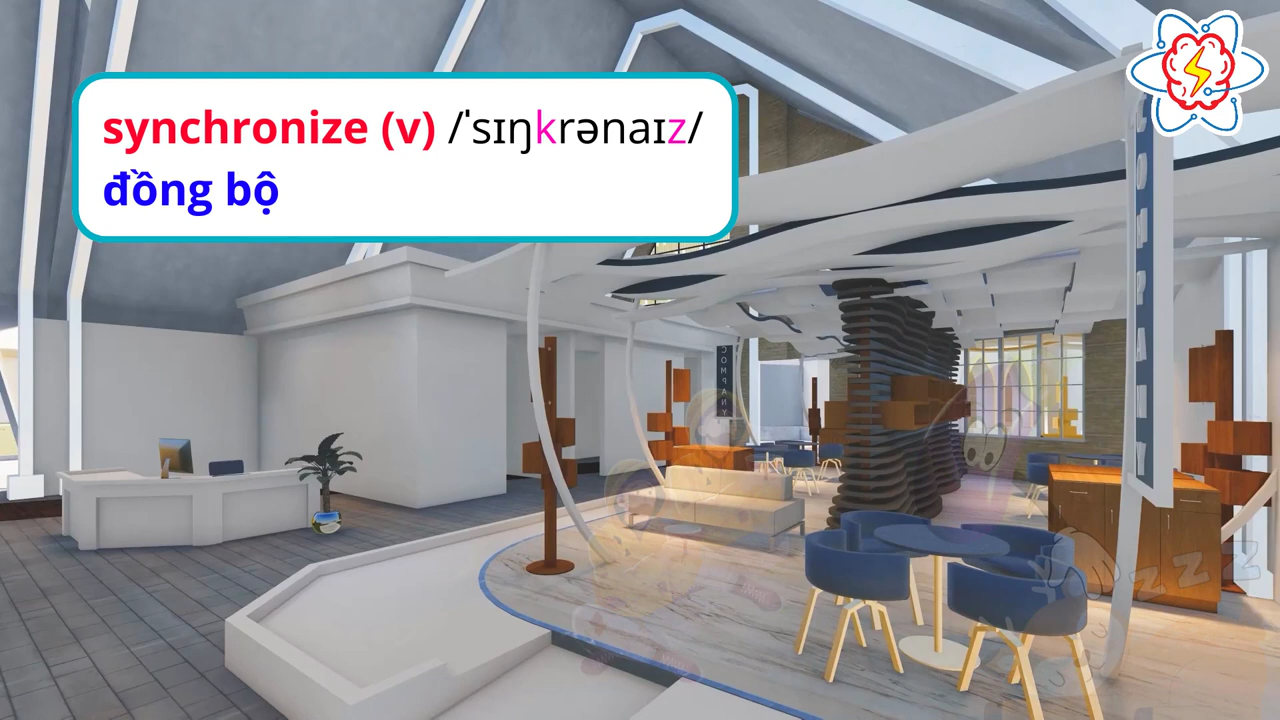 synchronize (v) /ˈsɪŋkrənaɪz/
đồng bộ
COMPANY
COMPANY
z z z